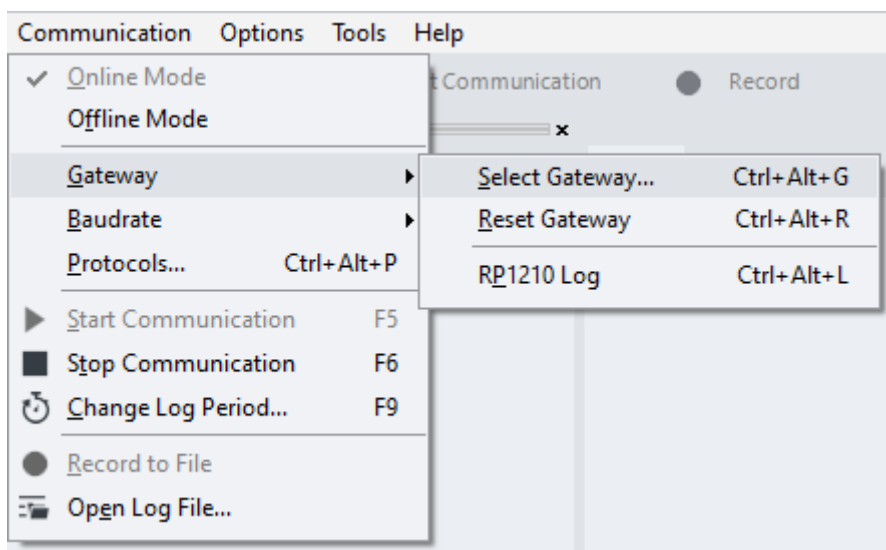 Communication Options Tools Help
Online Mode
t Communication
Record
Offline Mode
x
Gateway
Select Gateway... Ctrl+Alt+G
Baudrate
Reset Gateway Ctrl+Alt+R
Protocols... Ctrl+Alt+P
RP1210 Log Ctrl+Alt+L
Start Communication F5
Stop Communication F6
Change Log Period... F9
Record to File
Open Log File...